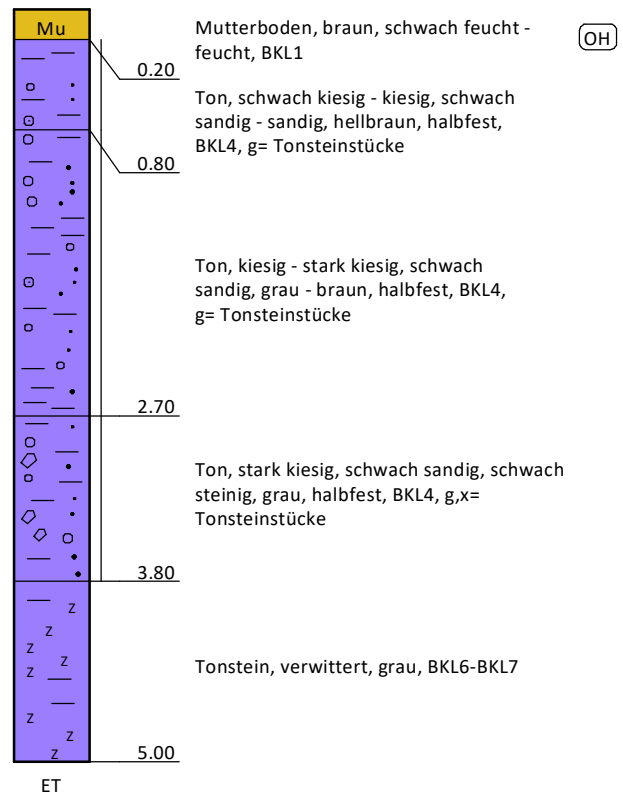 Mu
Mutterboden, braun, schwach feucht -
feucht, BKL1
OH
0.20
Ton, schwach kiesig - kiesig, schwach
sandig - sandig, hellbraun, halbfest,
BKL4, g= Tonsteinstücke
0.80
Ton, kiesig - stark kiesig, schwach
sandig, grau - braun, halbfest, BKL4,
g= Tonsteinstücke
2.70
Ton, stark kiesig, schwach sandig, schwach
steinig, grau, halbfest, BKL4, g,x=
Tonsteinstücke
3.80
z
z
z
z
z
Tonstein, verwittert, grau, BKL6-BKL7
z
z
z
5.00
ET